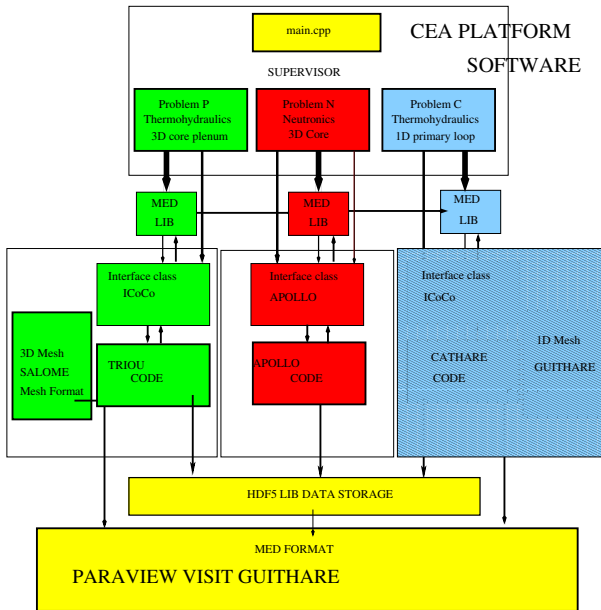 main.cpp
CEA PLATFORM
SOFTWARE
SUPERVISOR
Problem P
Thermohydraulics
3D core plenum
Problem N
Neutronics
3D Core
Problem C
Thermohydraulics
1D primary loop
MED
LIB
MED
LIB
MED
LIB
Interface class
ICoCo
Interface class
APOLLO
Interface class
ICoCo
3D Mesh
SALOME
Mesh Format
TRIOU
CODE
APOLLO
CODE
CATHARE
CODE
1D Mesh
GUITHARE
HDF5 LIB DATA STORAGE
MED FORMAT
PARAVIEW VISIT GUITHARE